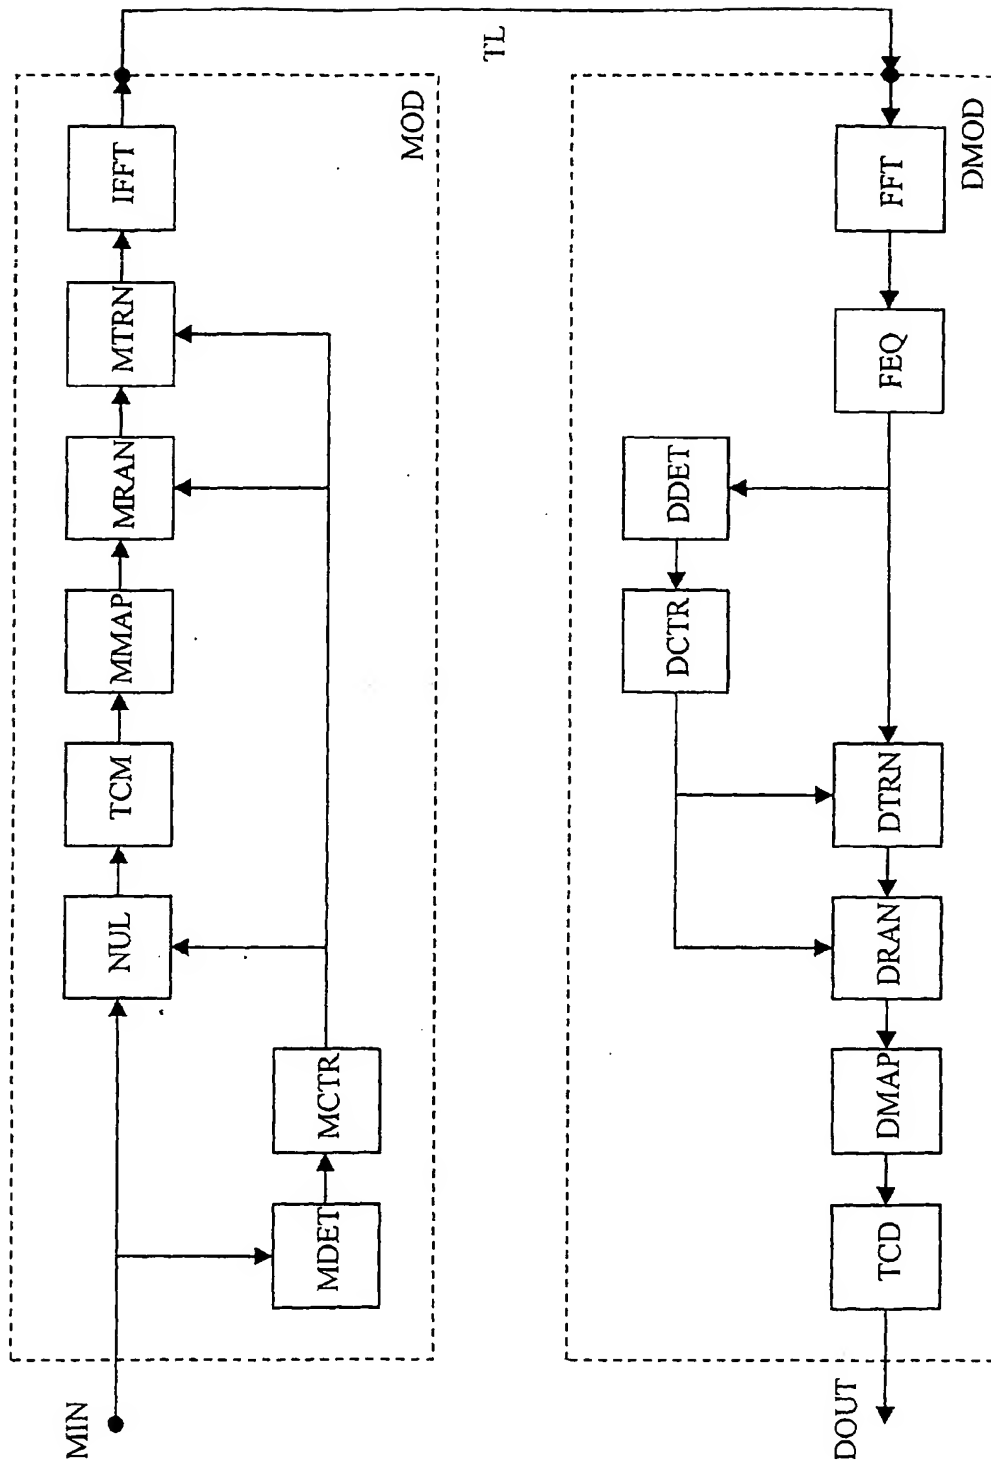 MIN
NUL
TCM
MMAP
MRAN
MTRN
IFFT
MDET
MCTR
MOD
TL
DDET
DCTR
DOUT
TCD
DMAP
DRAN
DTRN
FEQ
FFT
DMOD